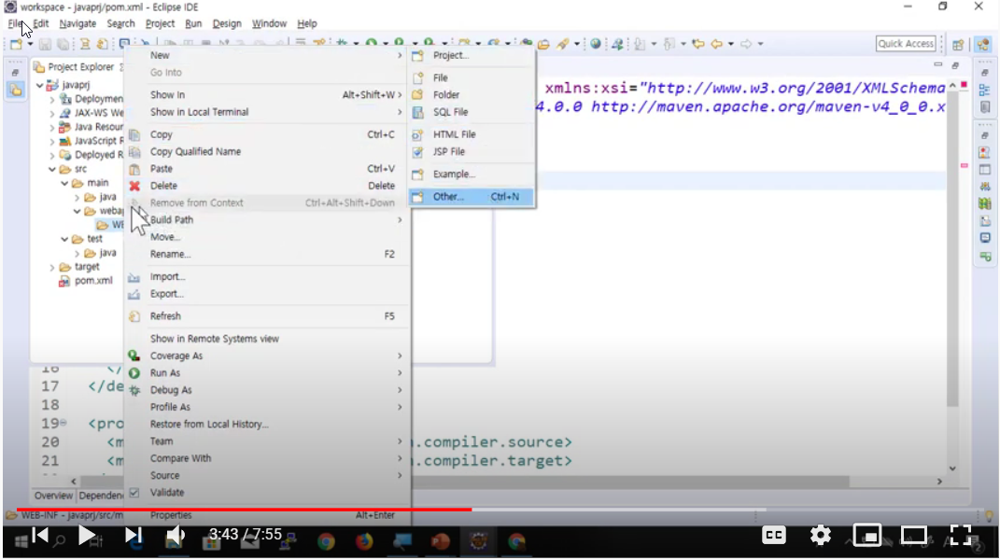 workspace - javaprj/pom.xml - Eclipse IDE
File Edit Navigate Search Project Run Design Window Help
Quick Access
Project Explorer
javaprj
Deploymen
JAX-WS We
Java Resour
JavaScript R
Deployed R
src
main
java
webap
WE
test
java
target
pom.xml
New
Go Into
Show In Alt+Shift+W
Show in Local Terminal
Copy Ctrl+C
Copy Qualified Name
Paste Ctrl+V
Delete Delete
Remove from Context Ctrl+Alt+Shift+Down
Build Path
Move...
Rename... F2
Import...
Export...
Refresh F5
Show in Remote Systems view
Coverage As
Run As
Debug As
Profile As
Restore from Local History...
Team
Compare With
Source
Validate
Properties Alt+Enter
Project...
File
Folder
SQL File
HTML File
JSP File
Example...
Other... Ctrl+N
xmlns:xsi="http://www.w3.org/2001/XMLSchema
4.0.0 http://maven.apache.org/maven-v4_0_0.x
16 </
17 </de
18
19 <pro
20 <m .compiler.source>
21 <m .compiler.target>
Overview Dependen
WEB-INF - javaprj/src/m
3:43 / 7:55
CC